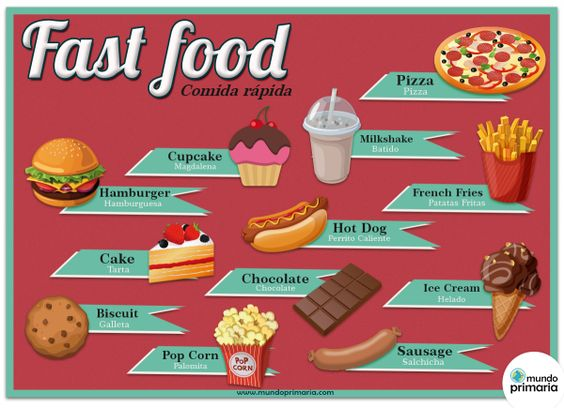 Fast food
Comida rápida
Pizza
Pizza
Cupcake
Magdalena
Milkshake
Batido
Hamburger
Hamburguesa
French Fries
Patatas Fritas
Hot Dog
Perrito Caliente
Cake
Tarta
Chocolate
Chocolate
Ice Cream
Helado
Biscuit
Galleta
Pop Corn
Palomita
POP
CORN
Sausage
Salchicha
www.mundoprimaria.com
mundo
primaria